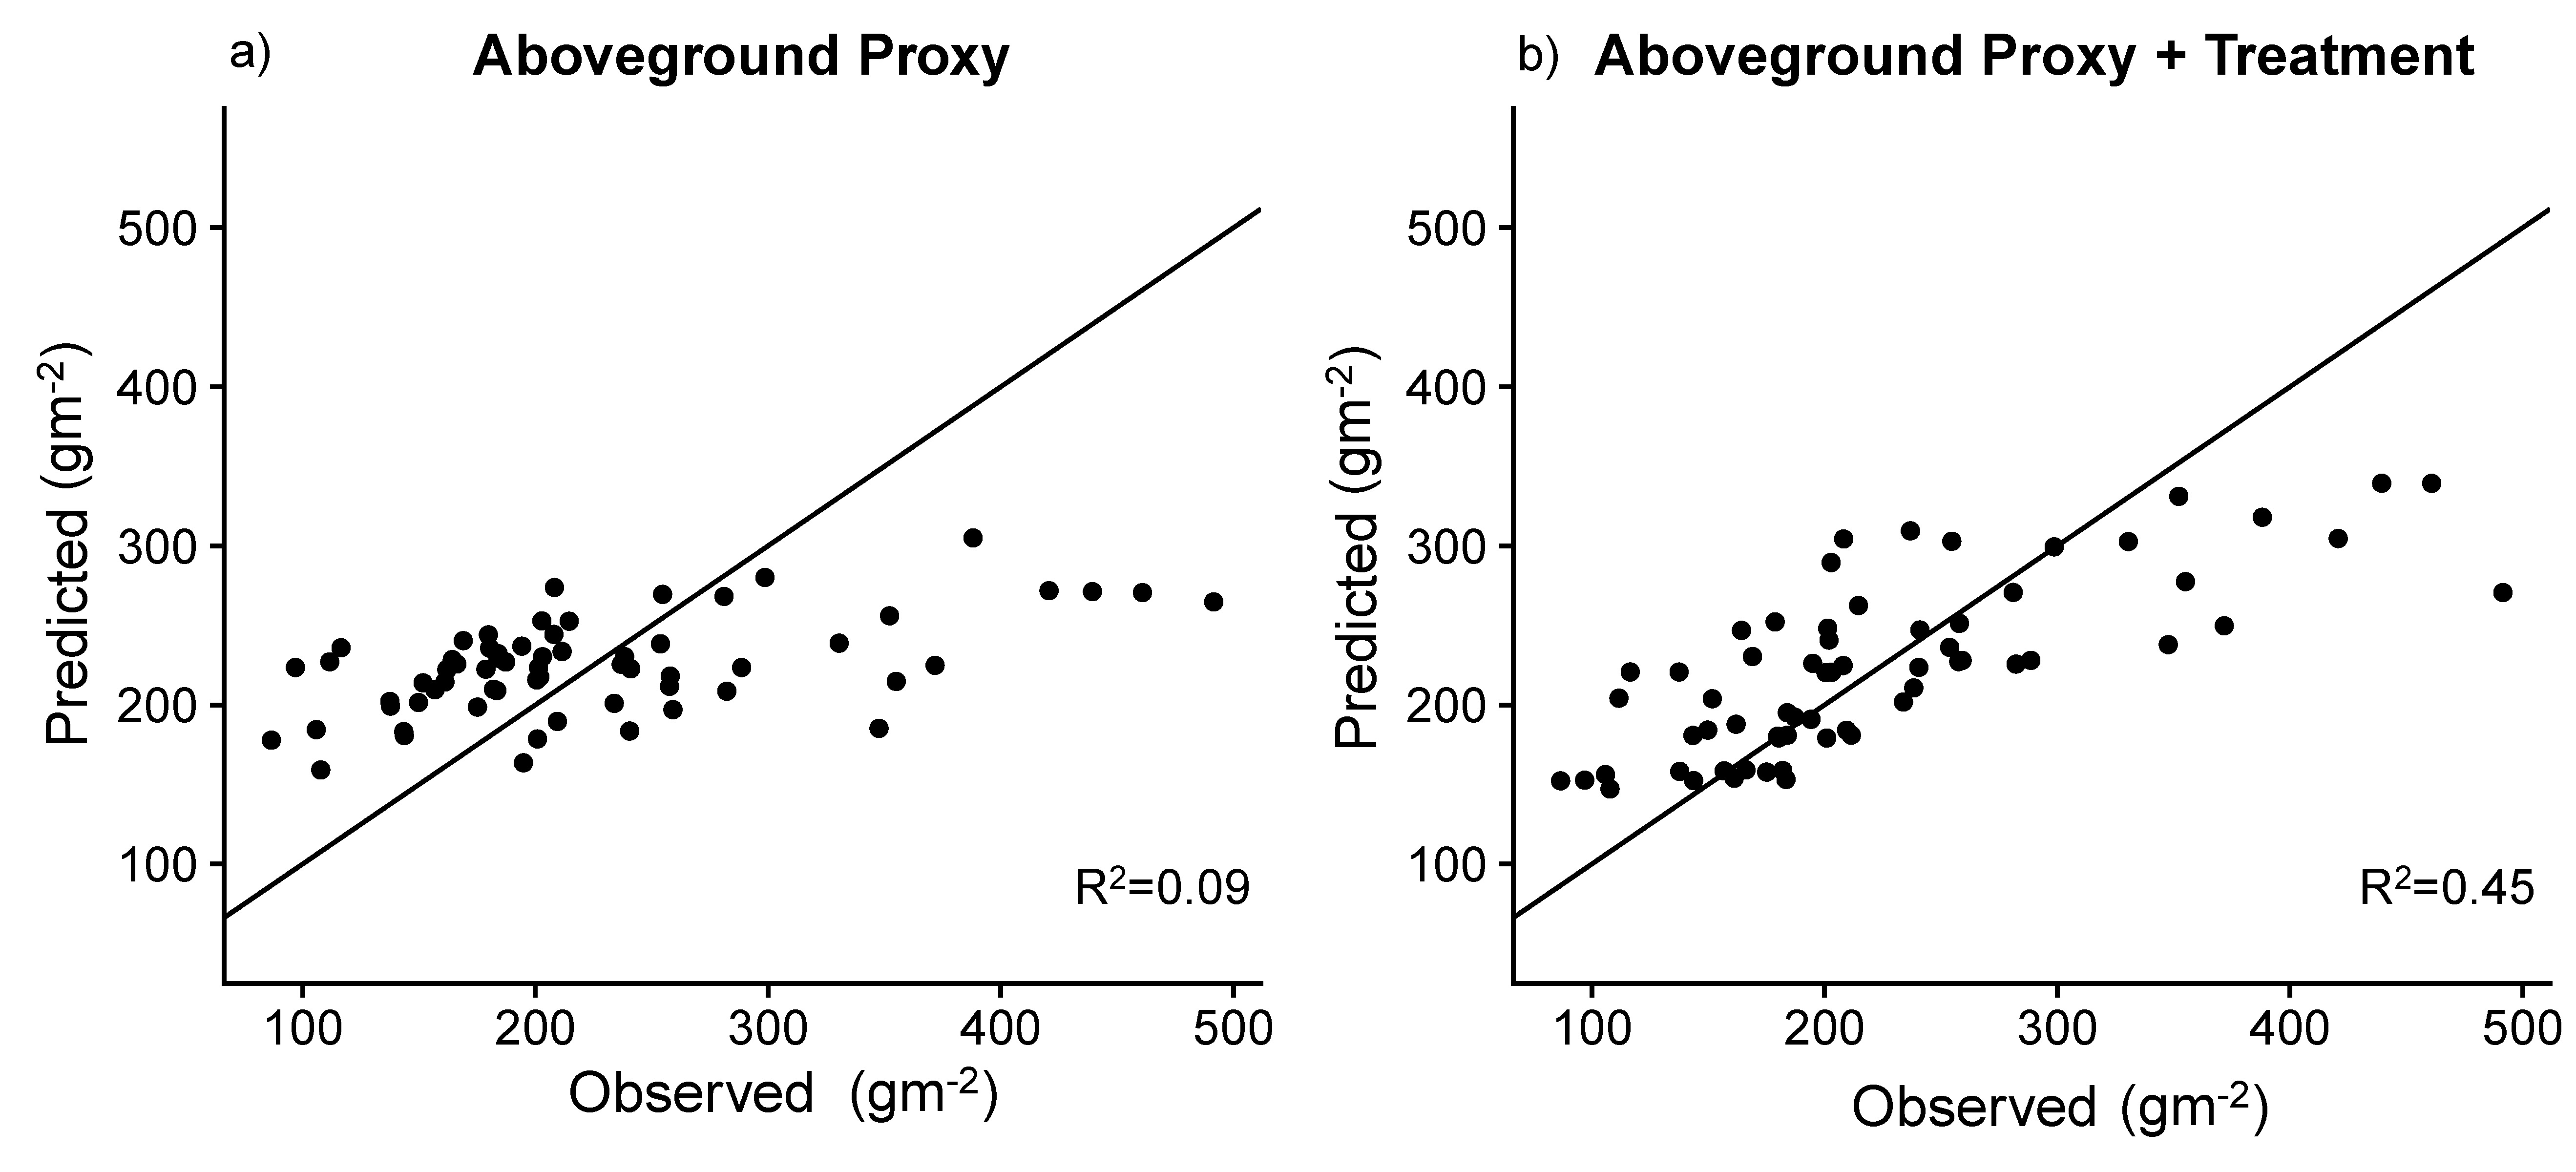 a) Aboveground Proxy
500
400
300
200
100
Predicted (gm-2)
R2=0.09
100 200 300 400 500
Observed (gm-2)
b) Aboveground Proxy + Treatment
500
400
300
200
100
Predicted (gm-2)
R2=0.45
100 200 300 400 500
Observed (gm-2)